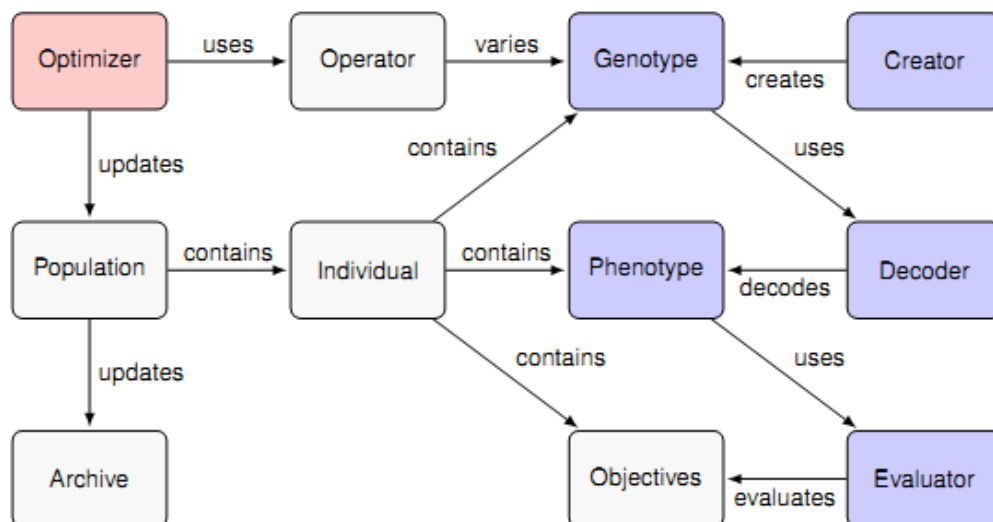 Optimizer
uses
Operator
varies
Genotype
creates
Creator
updates
contains
uses
Population
contains
Individual
contains
Phenotype
decodes
Decoder
updates
contains
uses
Archive
Objectives
evaluates
Evaluator